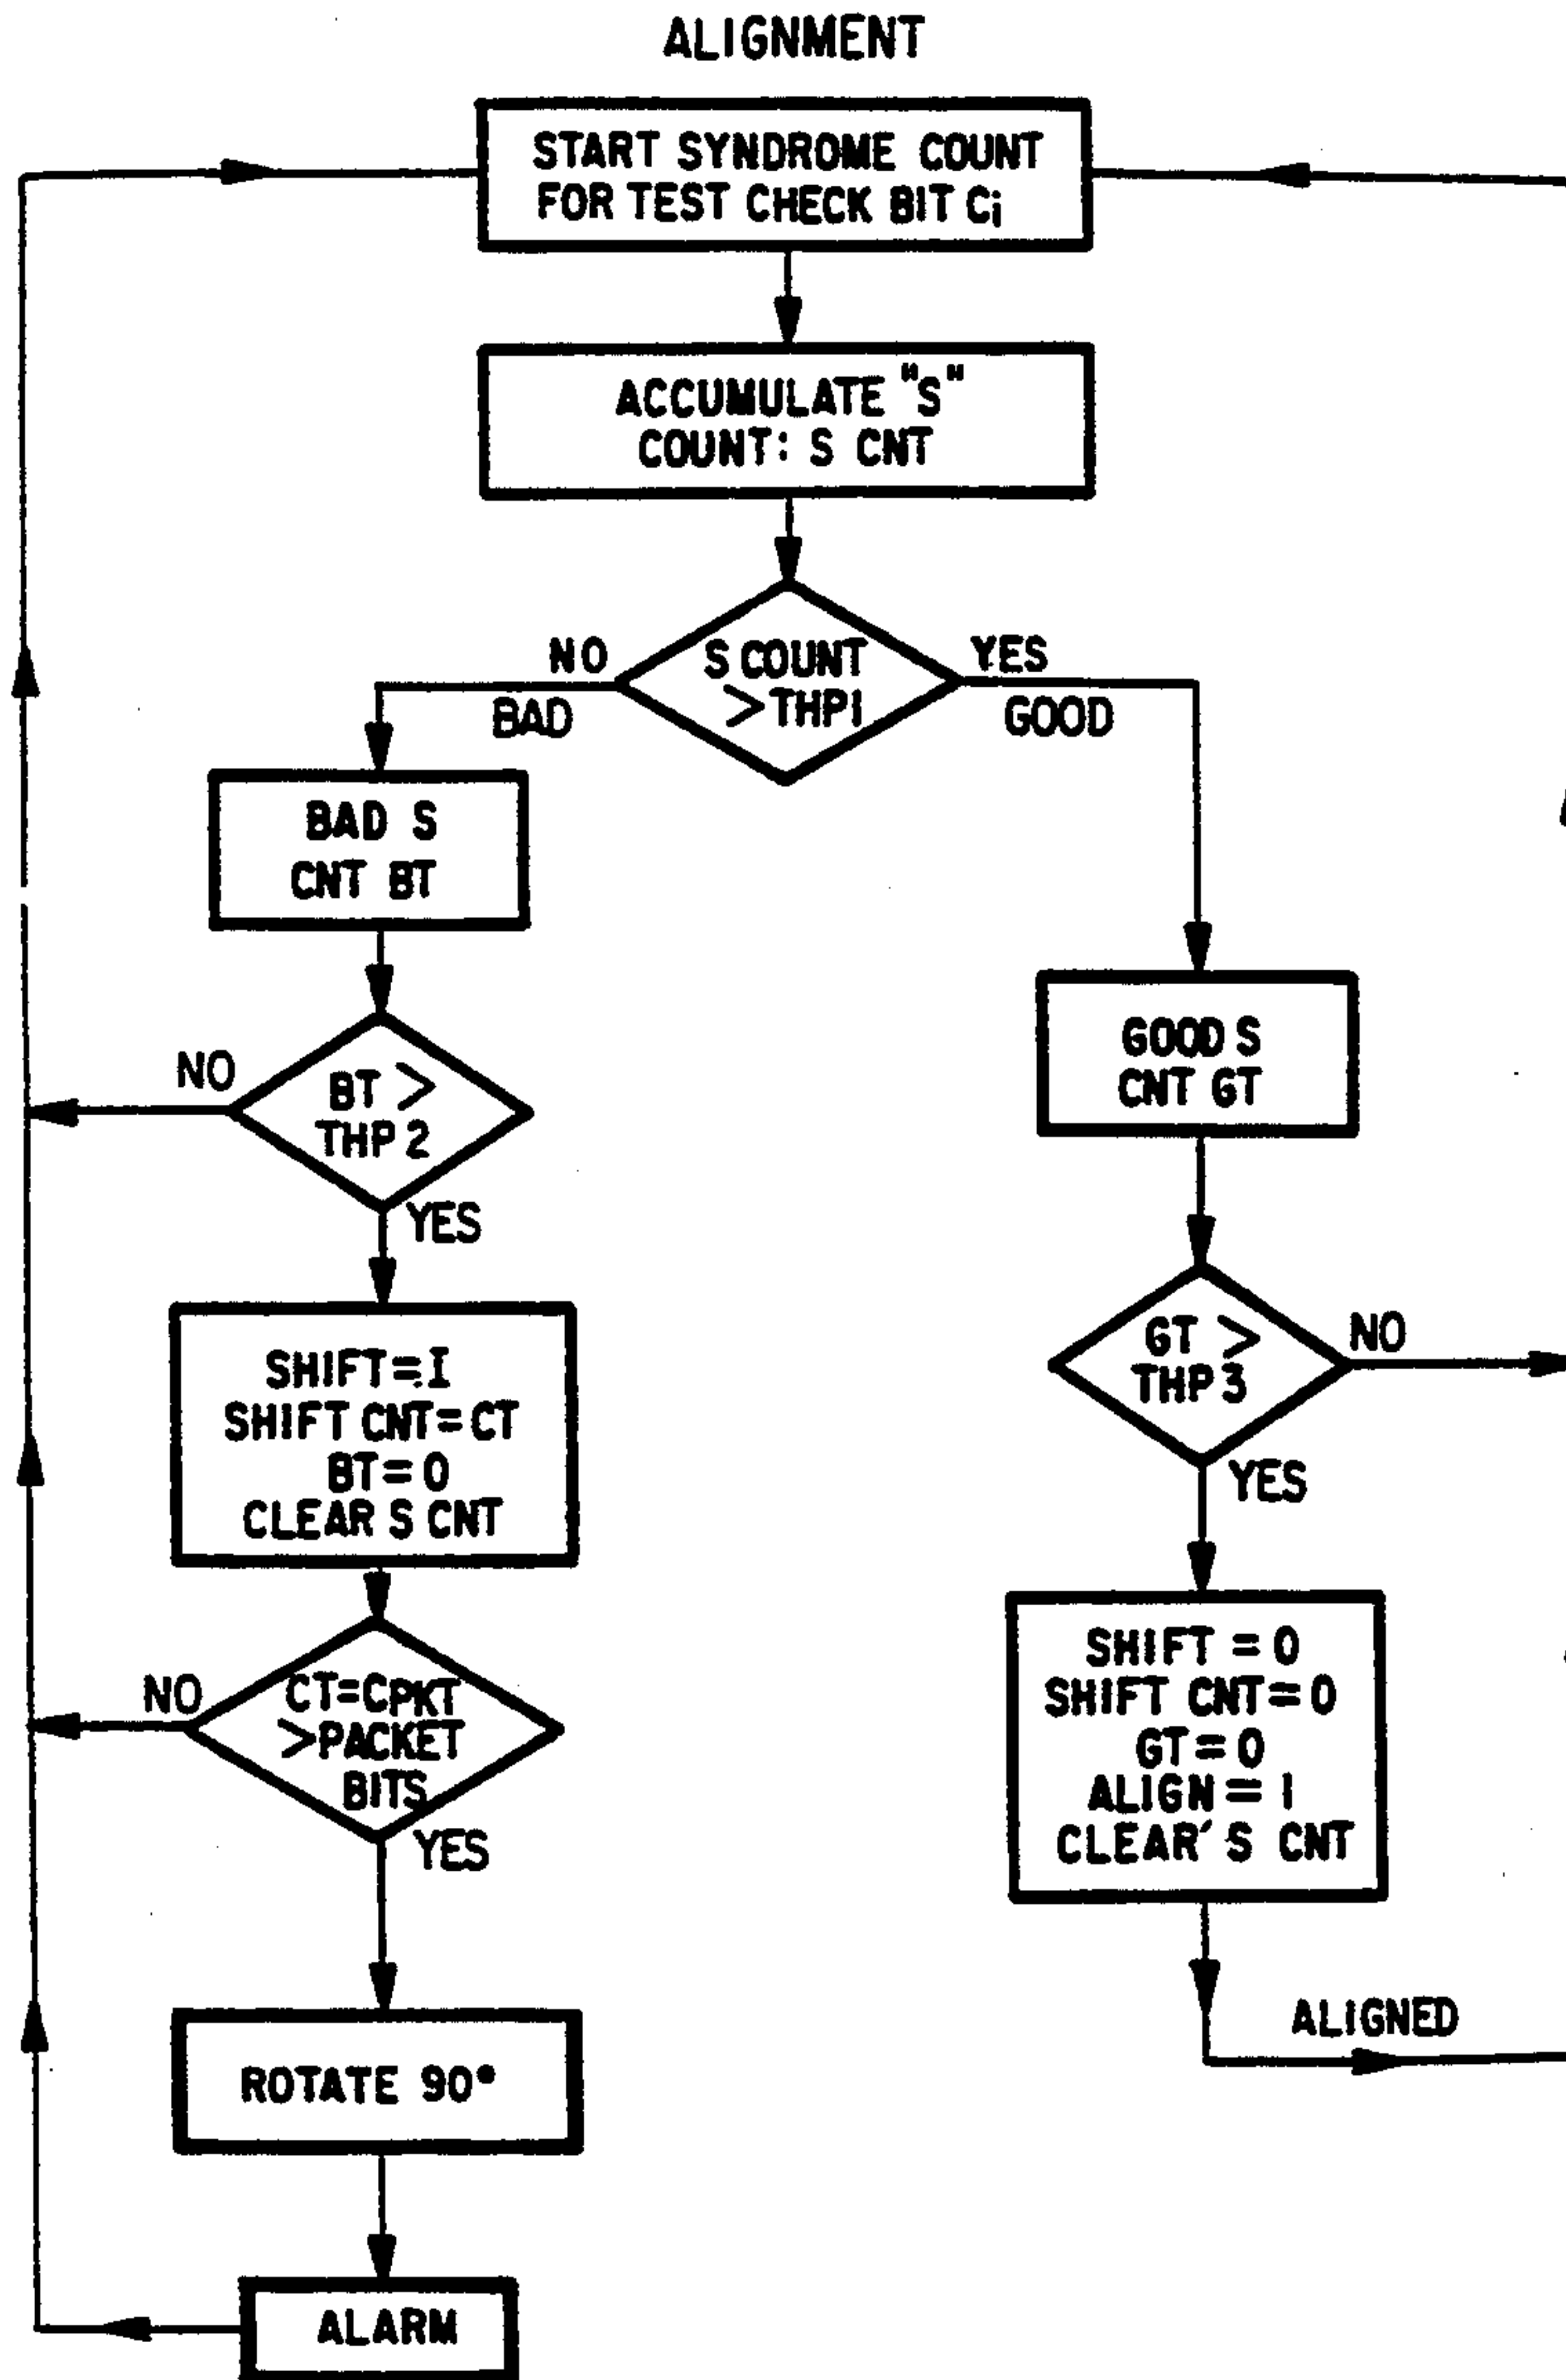 ALIGNMENT
START SYNDROME COUNT
FOR TEST CHECK BIT Ci
ACCUMULATE "S"
COUNT: S CNT
S COUNT
>THP1
NO
BAD
YES
GOOD
BAD S
CNT BT
BT >
THP 2
NO
YES
GOOD S
CNT GT
GT >
THP 3
NO
YES
SHIFT=I
SHIFT CNT=CT
BT=0
CLEAR S CNT
CT=CPKT
>PACKET
BITS
NO
YES
SHIFT = 0
SHIFT CNT=0
GT=0
ALIGN = 1
CLEAR'S CNT
ALIGNED
ROTATE 90°
ALARM